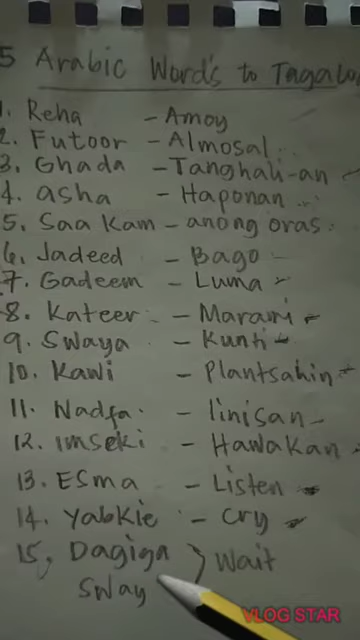 5 Arabic Word's to Tagalo
1. Reha - Amoy
2. Futoor - Almosal
3. Ghada - Tanghali-an
4. asha - Haponan
5. Saa Kam - anong oras
6. Jadeed - Bago
7. Gadeem - Luma
8. Kateer - Marami
9. Swaya - Kunti
10. Kawi - Plantsahin
11. Nadfa - linisan
12. imseki - Hawakan
13. Esma - Listen
14. Yabkie - Cry
15. Dagiga Wait
Sway
VLOG STAR